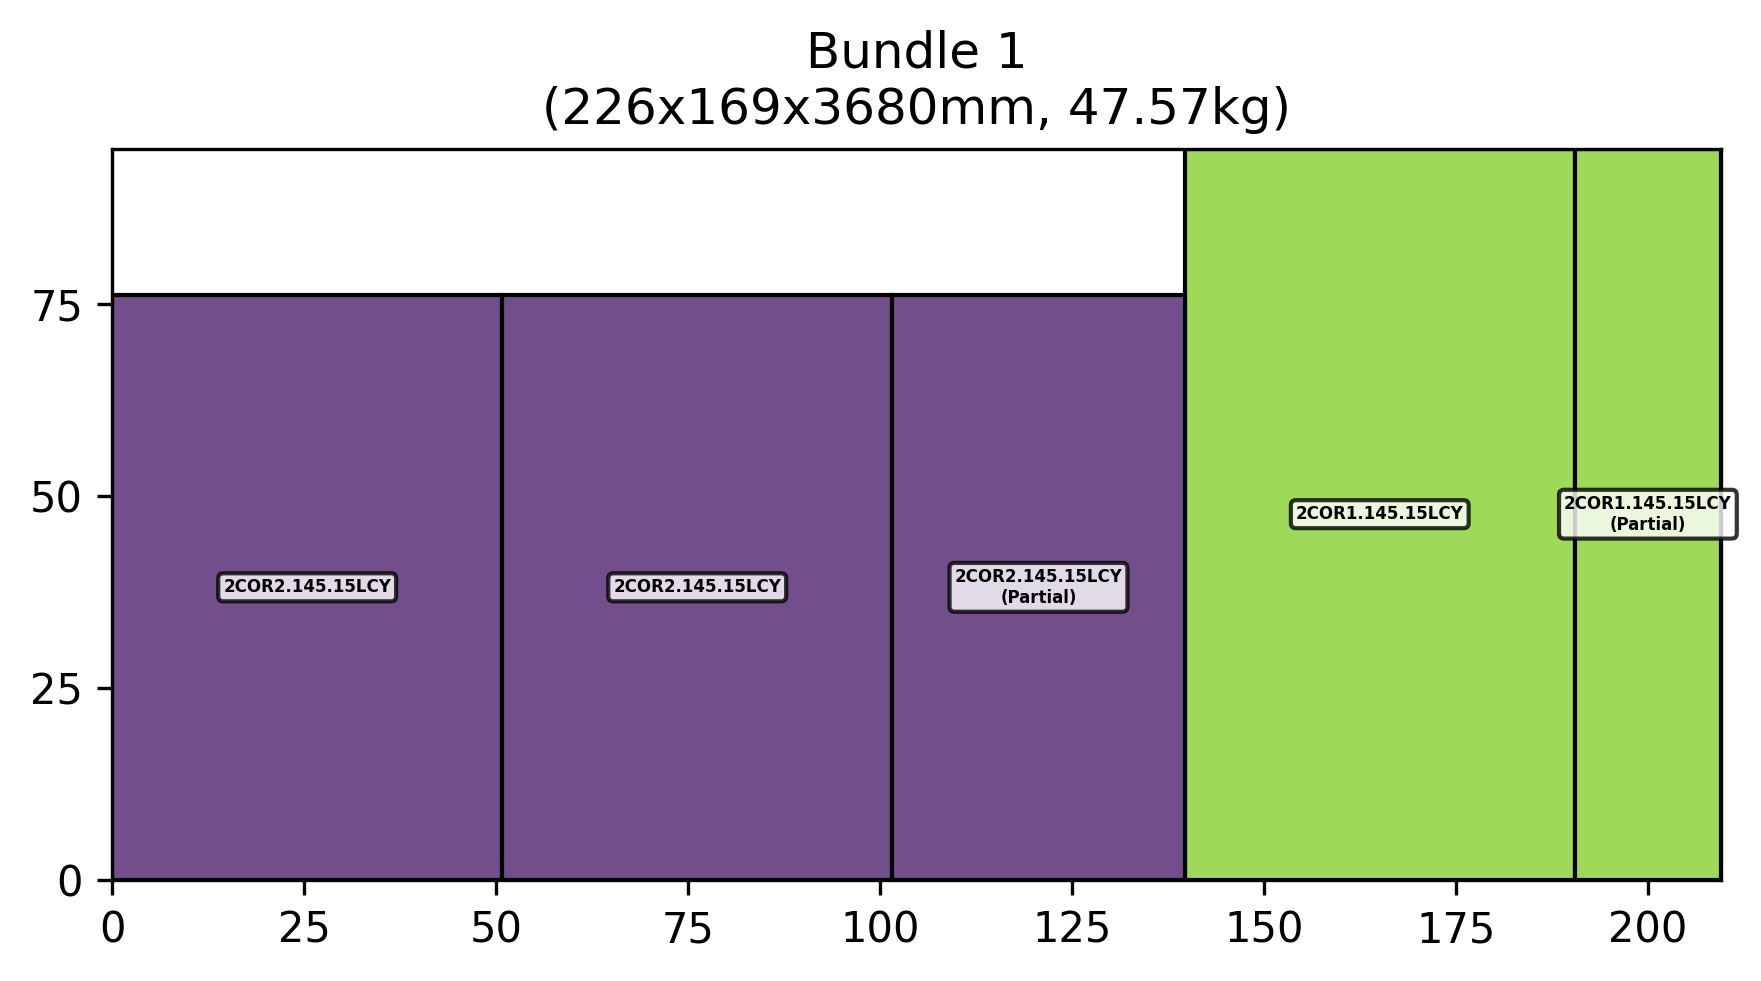 Bundle 1
(226x169x3680mm, 47.57kg)
75
50
25
0
2COR2.145.15LCY
2COR2.145.15LCY
2COR2.145.15LCY
(Partial)
2COR1.145.15LCY
2COR1.145.15LCY
(Partial)
0 25 50 75 100 125 150 175 200